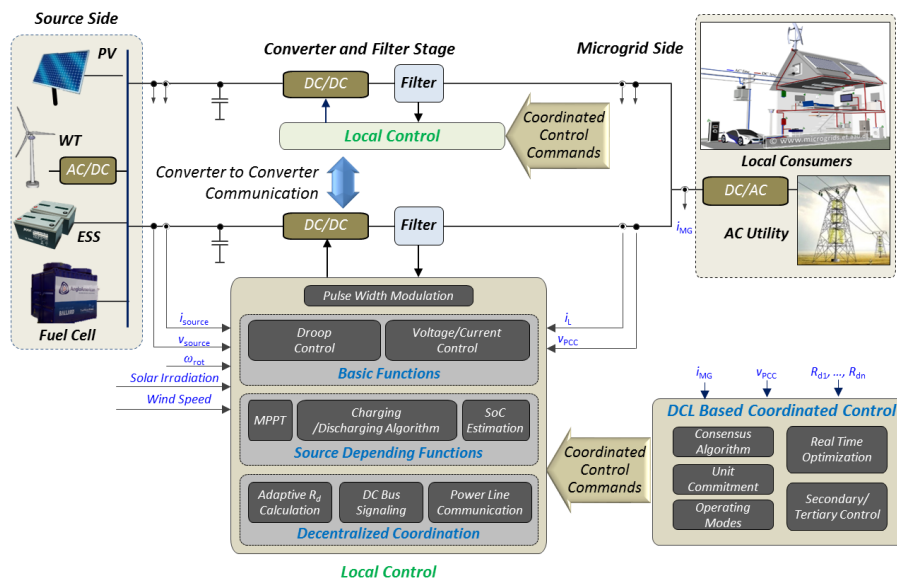 Source Side
PV
WT
AC/DC
ESS
Fuel Cell
Converter and Filter Stage
DC/DC
Filter
Local Control
Coordinated
Control
Commands
Converter to Converter
Communication
DC/DC
Filter
Microgrid Side
© www.microgrids.et.aau.dk
Local Consumers
DC/AC
i_MG
AC Utility
Pulse Width Modulation
i_source
v_source
ω_rot
Solar Irradiation
Wind Speed
i_L
v_PCC
Droop
Control
Voltage/Current
Control
Basic Functions
MPPT
Charging
/Discharging Algorithm
SoC
Estimation
Source Depending Functions
Adaptive R_d
Calculation
DC Bus
Signaling
Power Line
Communication
Decentralized Coordination
Local Control
Coordinated
Control
Commands
i_MG
v_PCC
R_d1, ..., R_dn
DCL Based Coordinated Control
Consensus
Algorithm
Unit
Commitment
Operating
Modes
Real Time
Optimization
Secondary/
Tertiary Control